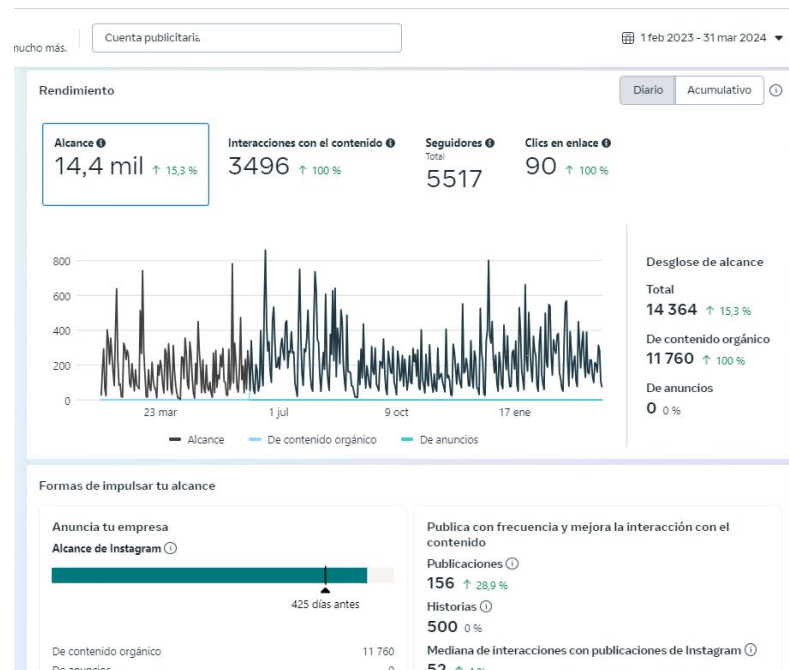 mucho más.
Cuenta publicitaria
1 feb 2023 - 31 mar 2024
Rendimiento
Diario
Acumulativo
Alcance
14,4 mil ↑ 15,3 %
Interacciones con el contenido
3496 ↑ 100 %
Seguidores
Total
5517
Clics en enlace
90 ↑ 100 %
800
600
400
200
0
23 mar
1 jul
9 oct
17 ene
Alcance
De contenido orgánico
De anuncios
Desglose de alcance
Total
14 364 ↑ 15,3 %
De contenido orgánico
11 760 ↑ 100 %
De anuncios
0 0 %
Formas de impulsar tu alcance
Anuncia tu empresa
Alcance de Instagram
425 días antes
De contenido orgánico 11 760
De anuncios 0
Publica con frecuencia y mejora la interacción con el
contenido
Publicaciones
156 ↑ 28,9 %
Historias
500 0 %
Mediana de interacciones con publicaciones de Instagram
52